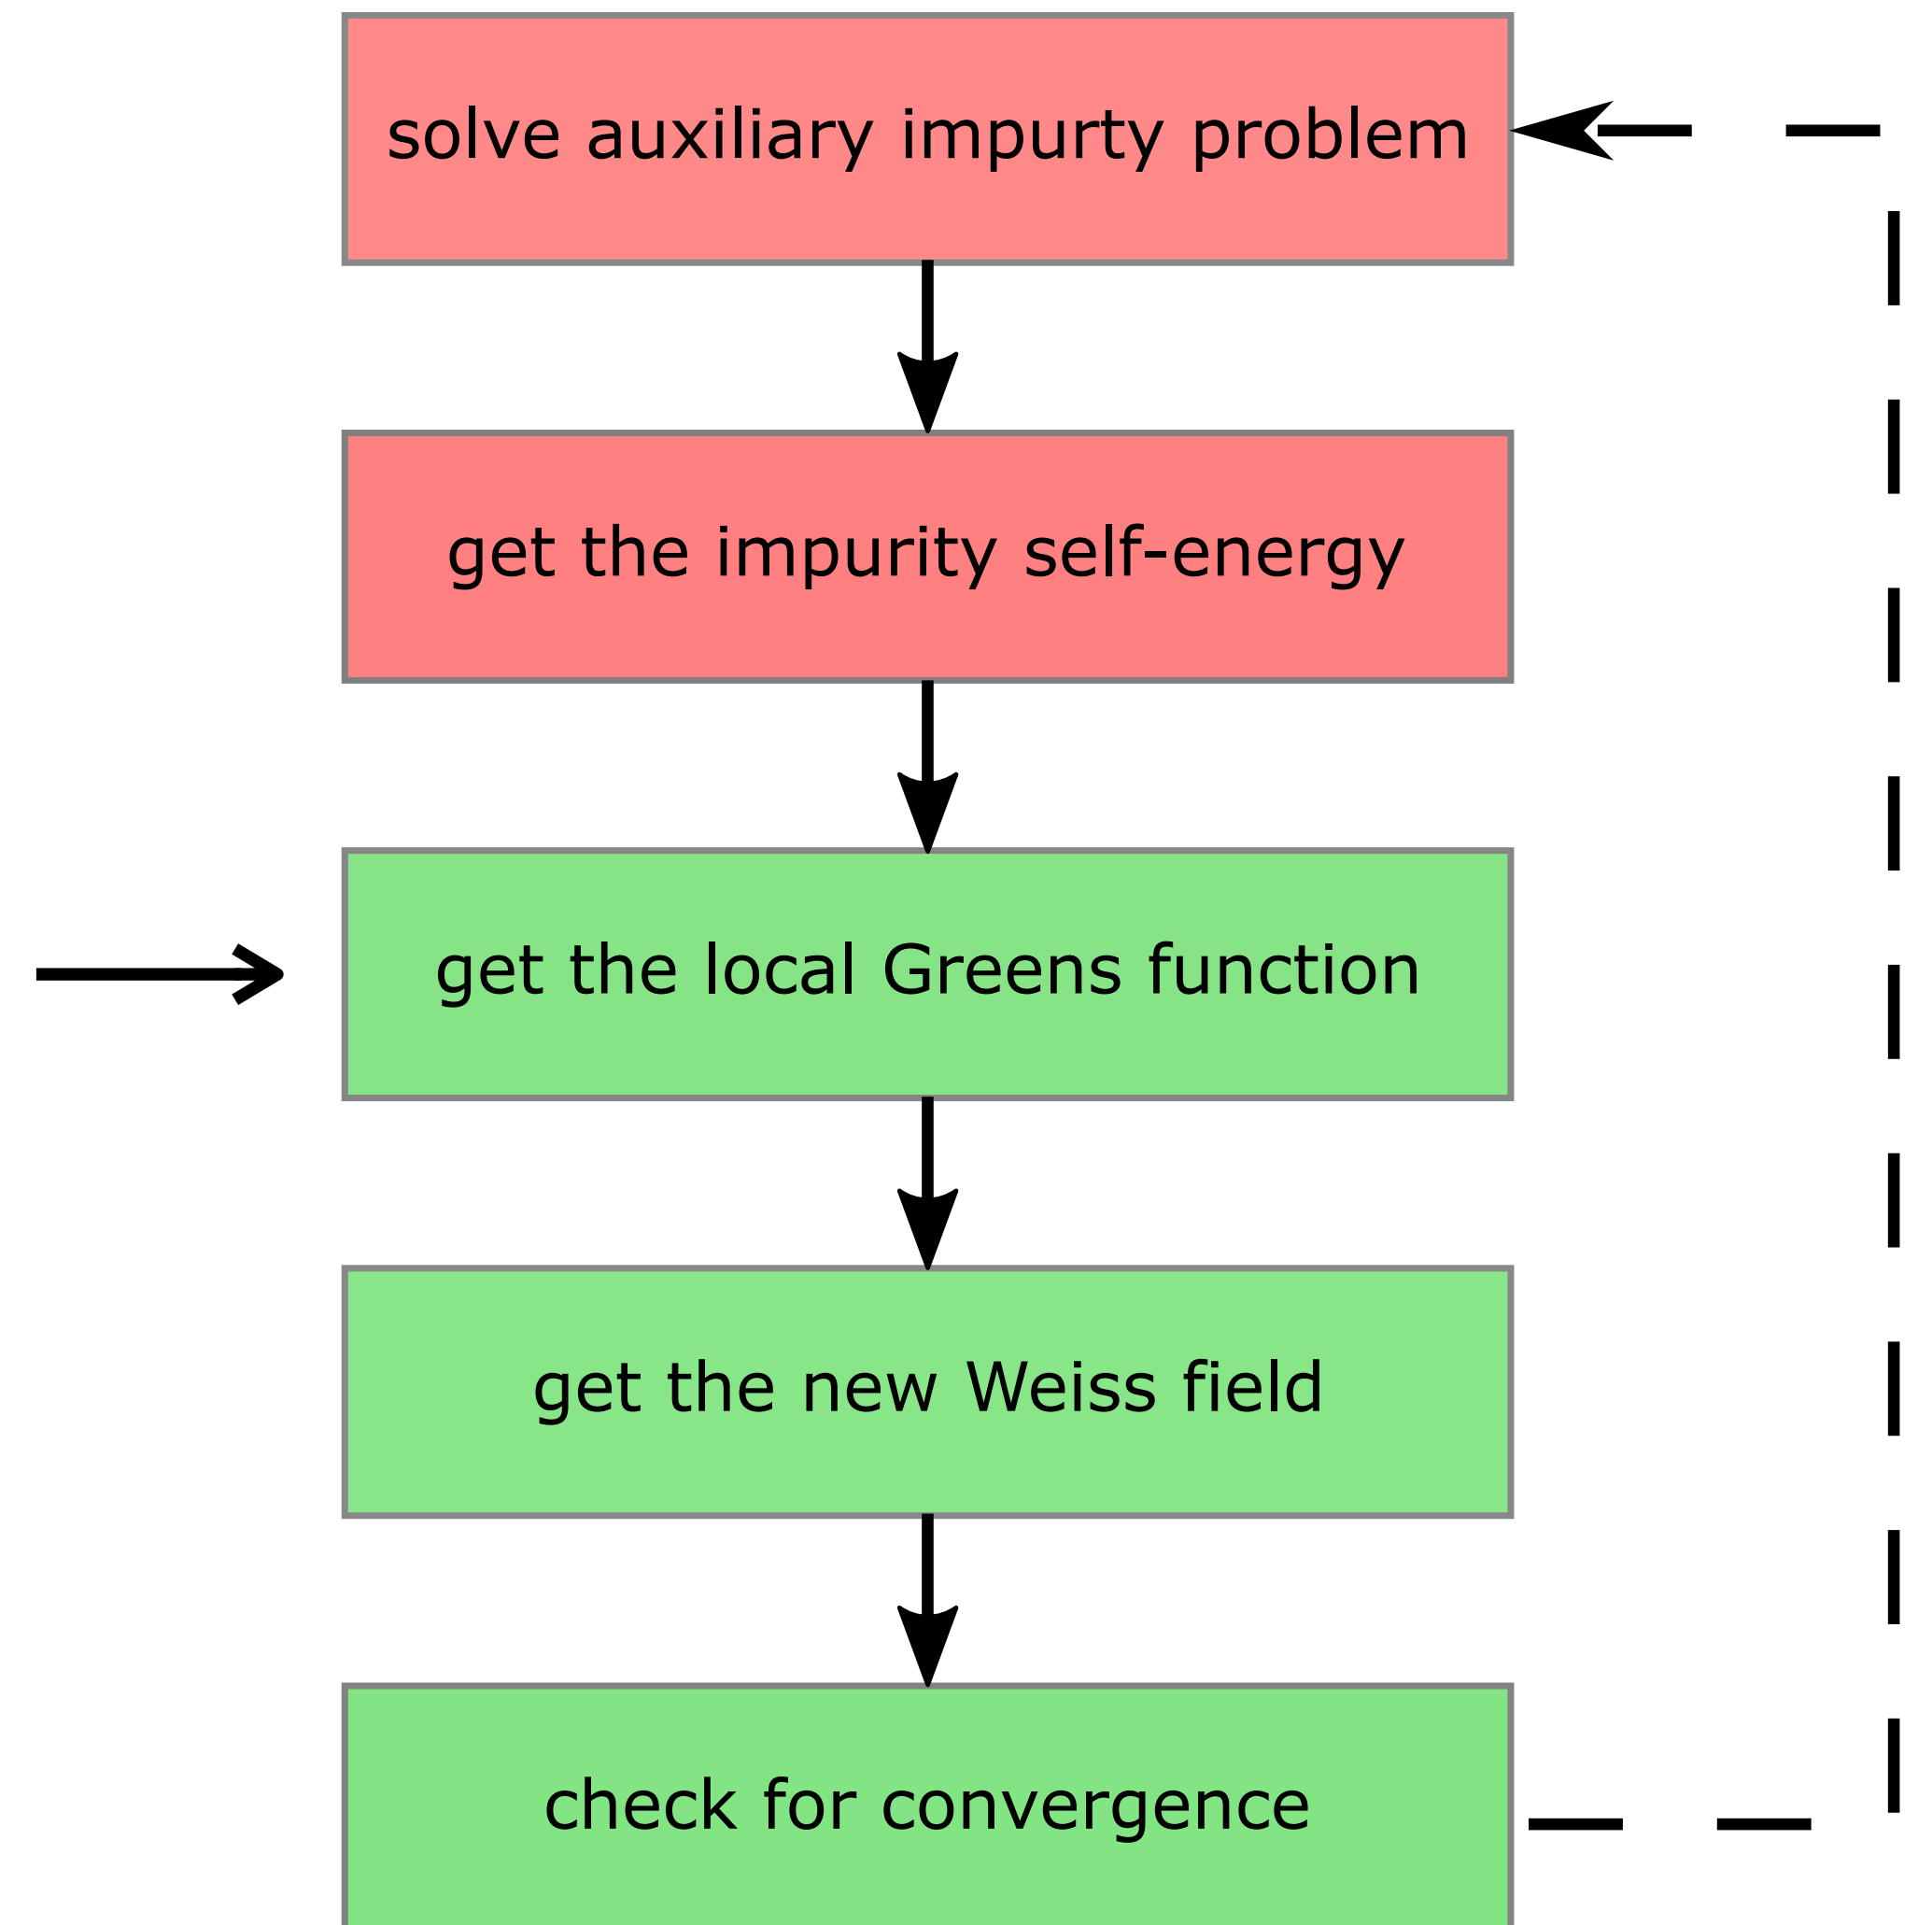 solve auxiliary impurty problem
get the impurity self-energy
get the local Greens function
get the new Weiss field
check for convergence